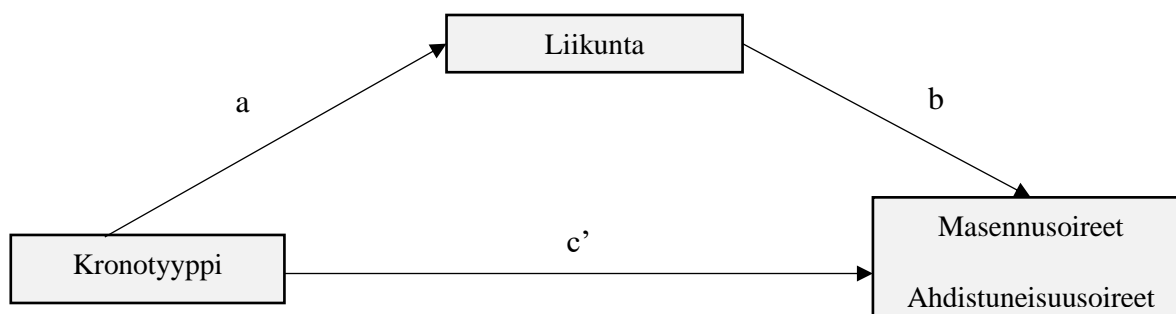 Liikunta
a
b
Kronotyyppi
c’
Masennusoireet
Ahdistuneisuusoireet